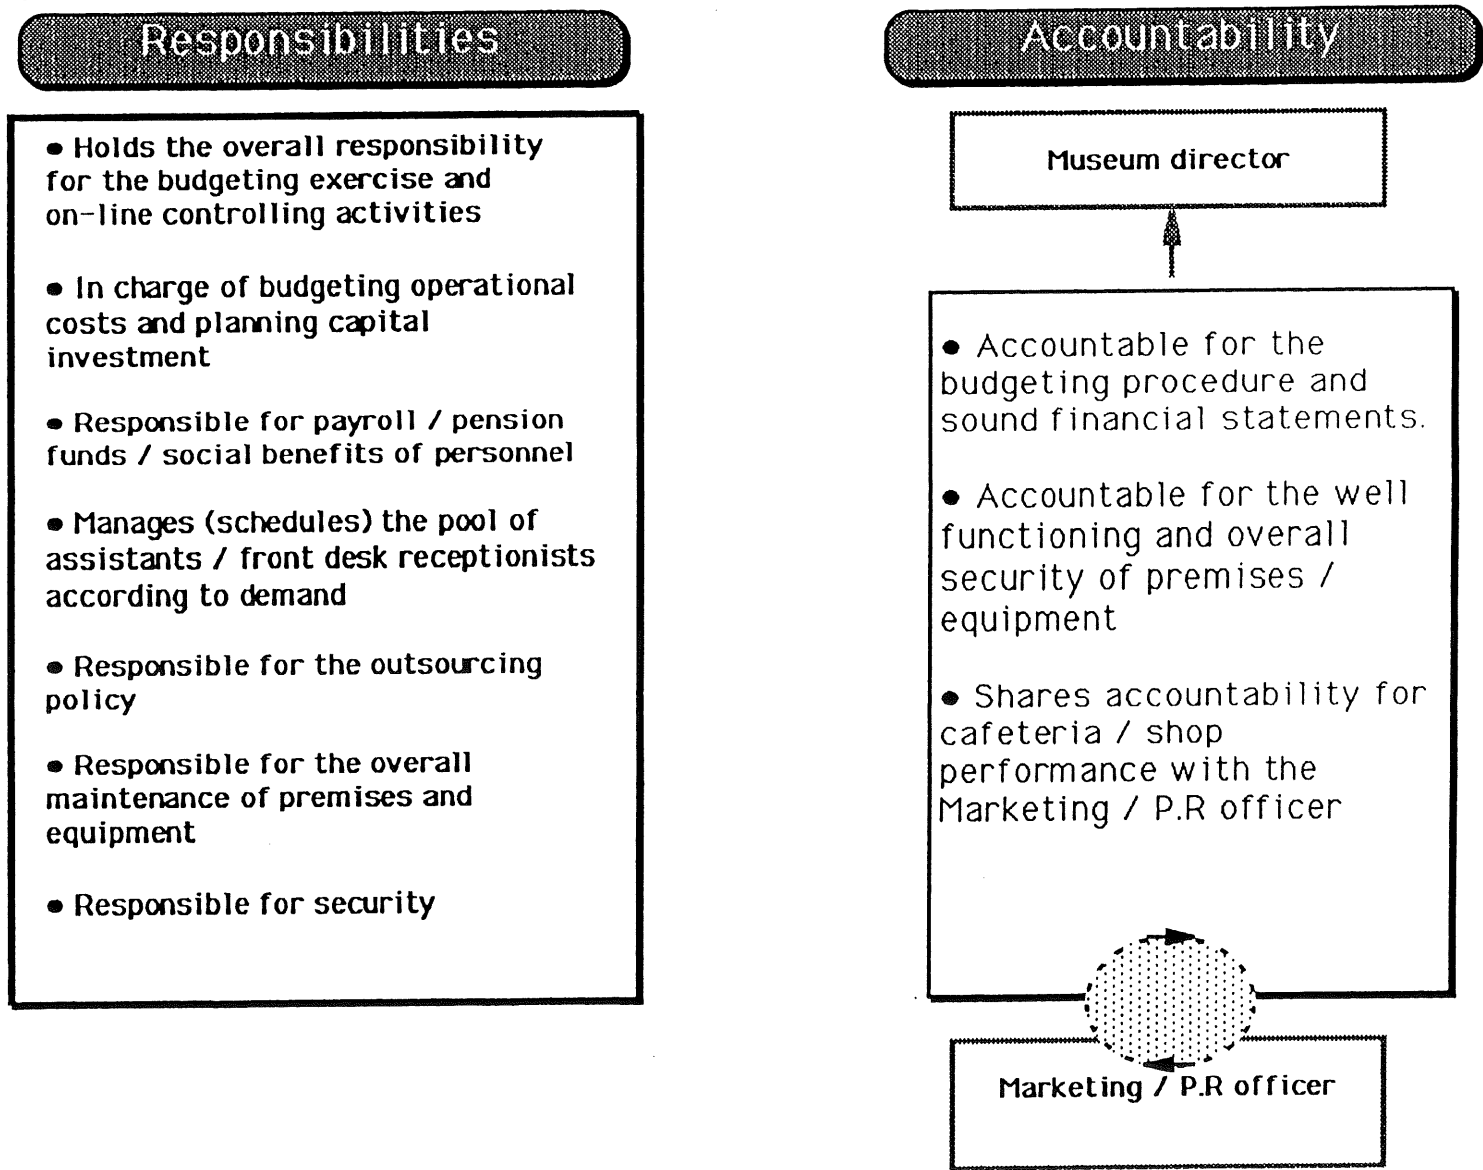 Responsibilities
• Holds the overall responsibility
for the budgeting exercise and
on-line controlling activities
• In charge of budgeting operational
costs and planning capital
investment
• Responsible for payroll / pension
funds / social benefits of personnel
• Manages (schedules) the pool of
assistants / front desk receptionists
according to demand
• Responsible for the outsourcing
policy
• Responsible for the overall
maintenance of premises and
equipment
• Responsible for security
Accountability
Museum director
• Accountable for the
budgeting procedure and
sound financial statements.
• Accountable for the well
functioning and overall
security of premises /
equipment
• Shares accountability for
cafeteria / shop
performance with the
Marketing / P.R officer
Marketing / P.R officer